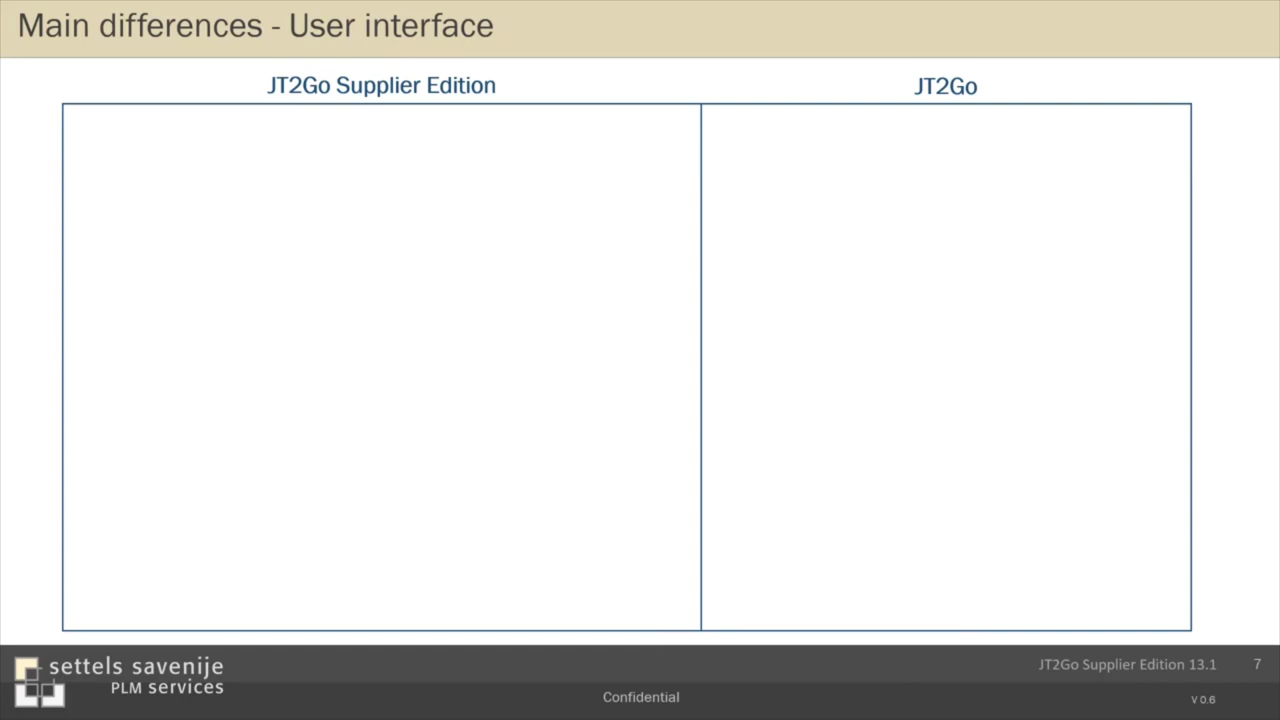 Main differences - User interface
JT2Go Supplier Edition
JT2Go
settels savenije
PLM services
JT2Go Supplier Edition 13.1
7
Confidential
V 0.6